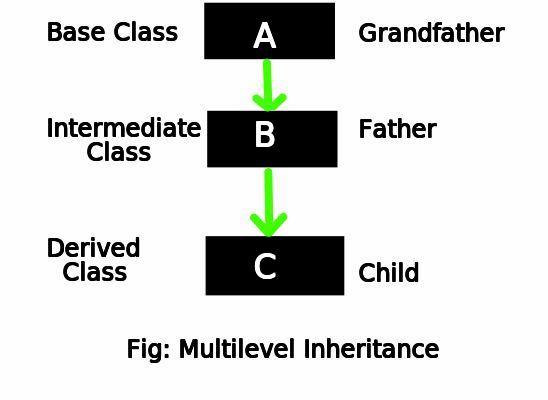 Base Class A Grandfather
Intermediate
Class B Father
Derived
Class C Child
Fig: Multilevel Inheritance